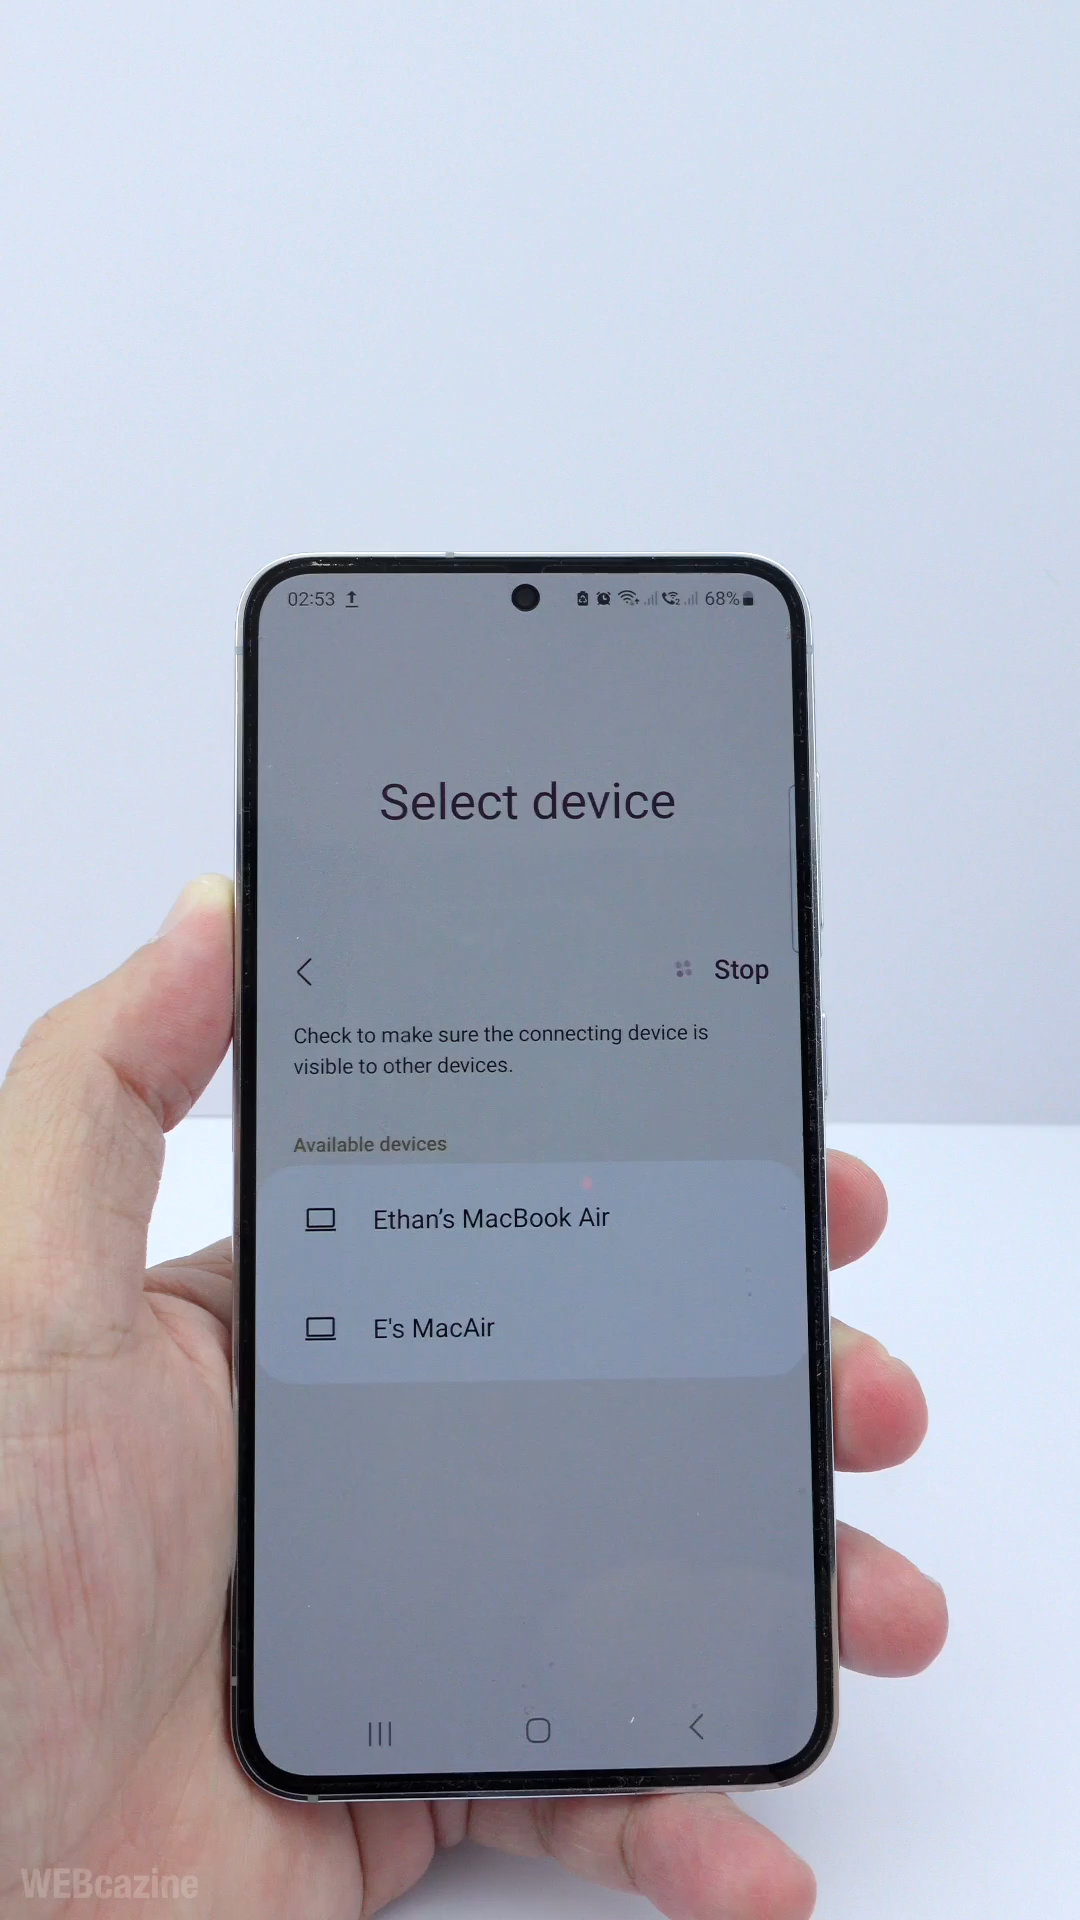 02:53 68%
Select device
Stop
Check to make sure the connecting device is
visible to other devices.
Available devices
Ethan’s MacBook Air
E's MacAir
WEBcazine